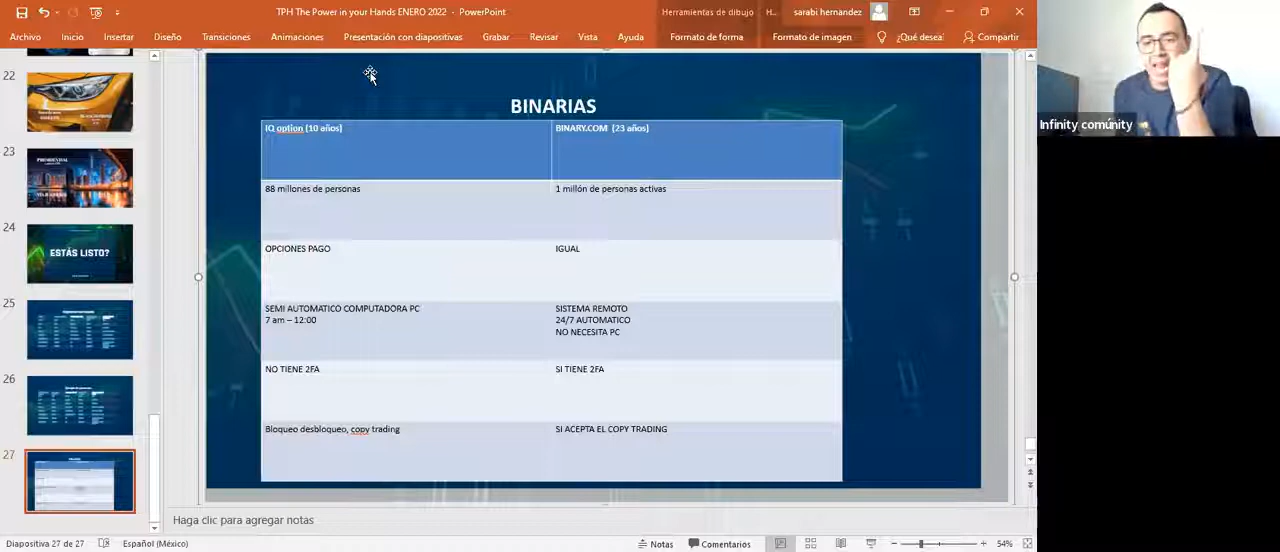 TPH The Power in your Hands ENERO 2022 - PowerPoint
Herramientas de dibujo
H...
sarabi hernandez
Archivo Inicio Insertar Diseño Transiciones Animaciones Presentación con diapositivas Grabar Revisar Vista Ayuda Formato de forma Formato de imagen ¿Qué desea! Compartir
22
23
PRESIDENTIAL
24
ESTÁS LISTO?
25
26
27
BINARIAS
IQ option (10 años)
BINARY.COM (23 años)
88 millones de personas
1 millón de personas activas
OPCIONES PAGO
IGUAL
SEMI AUTOMATICO COMPUTADORA PC
7 am – 12:00
SISTEMA REMOTO
24/7 AUTOMATICO
NO NECESITA PC
NO TIENE 2FA
SI TIENE 2FA
Bloqueo desbloqueo, copy trading
SI ACEPTA EL COPY TRADING
Infinity comúnity
Haga clic para agregar notas
Diapositiva 27 de 27
Español (México)
Notas
Comentarios
54%